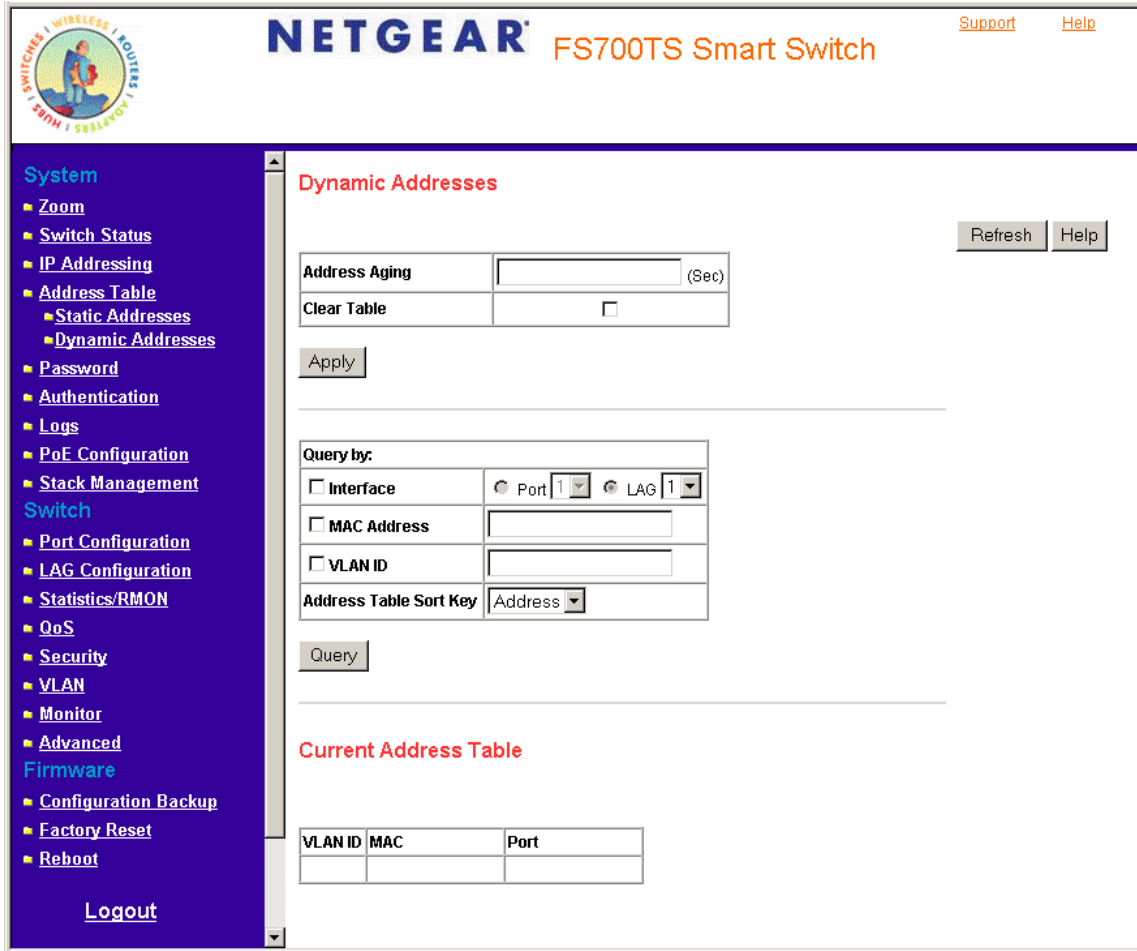 SWITCHES | WIRELESS | ROUTERS | ADAPTERS | HUBS |
NETGEAR FS700TS Smart Switch
Support Help
System
Zoom
Switch Status
IP Addressing
Address Table
Static Addresses
Dynamic Addresses
Password
Authentication
Logs
PoE Configuration
Stack Management
Switch
Port Configuration
LAG Configuration
Statistics/RMON
QoS
Security
VLAN
Monitor
Advanced
Firmware
Configuration Backup
Factory Reset
Reboot
Logout
Dynamic Addresses
Refresh Help
Address Aging (Sec)
Clear Table
Apply
Query by:
Interface Port 1 LAG 1
MAC Address
VLAN ID
Address Table Sort Key Address
Query
Current Address Table
VLAN ID MAC Port